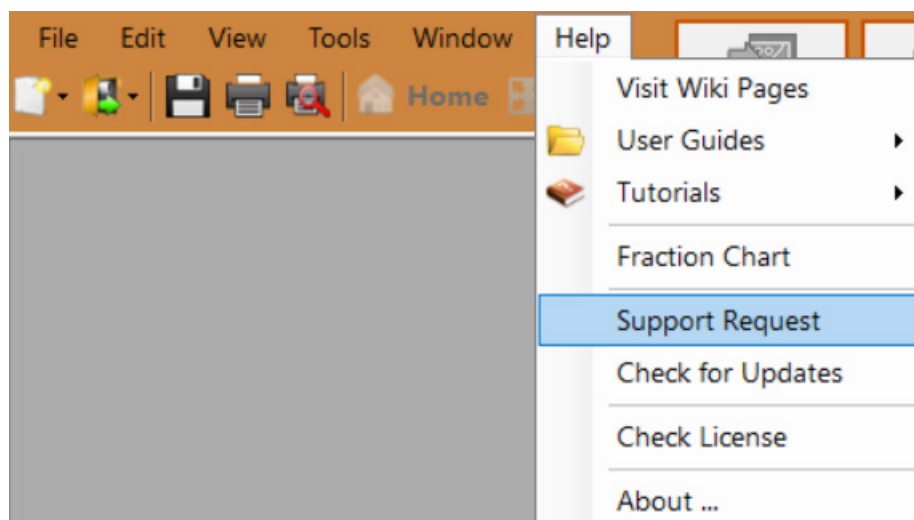 File Edit View Tools Window Help
Home
Visit Wiki Pages
User Guides
Tutorials
Fraction Chart
Support Request
Check for Updates
Check License
About ...